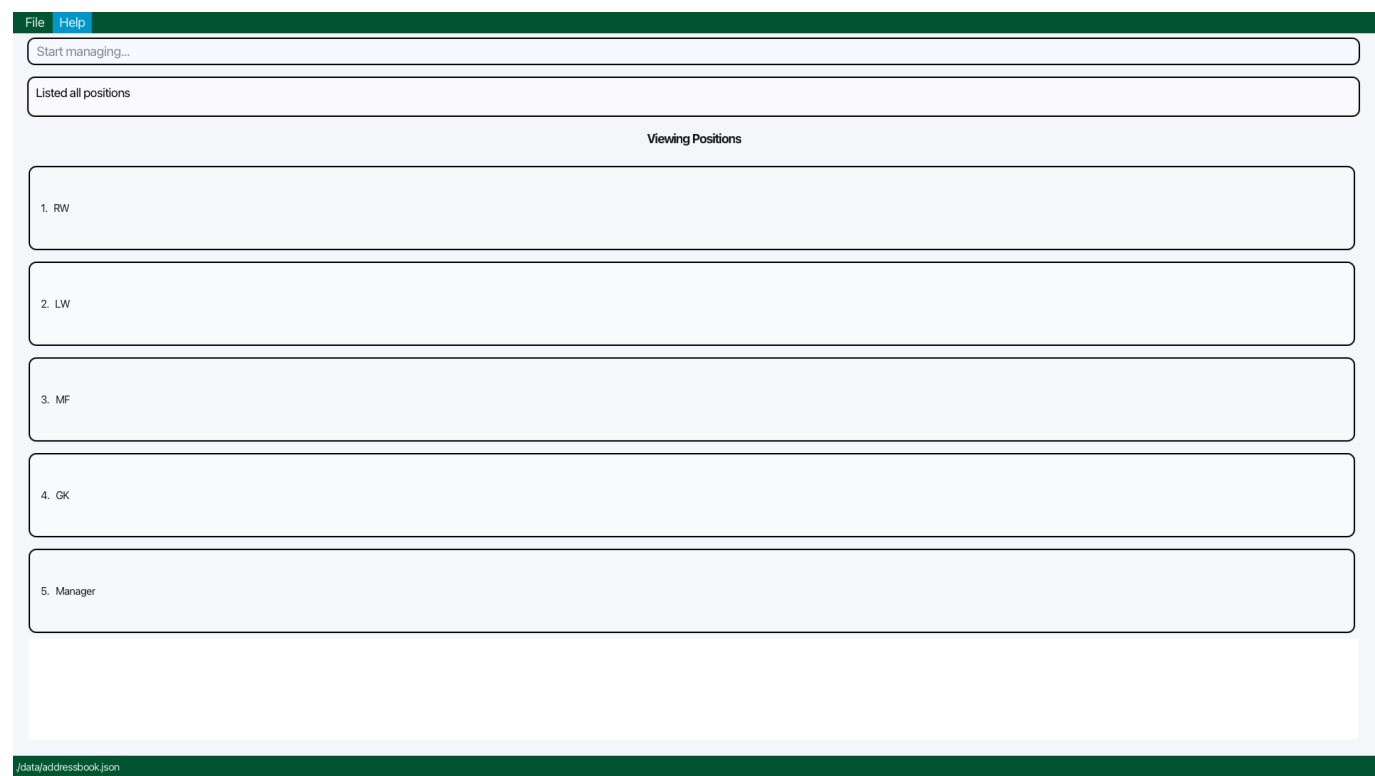 File Help
Start managing...
Listed all positions
Viewing Positions
1. RW
2. LW
3. MF
4. GK
5. Manager
./data/addressbook.json